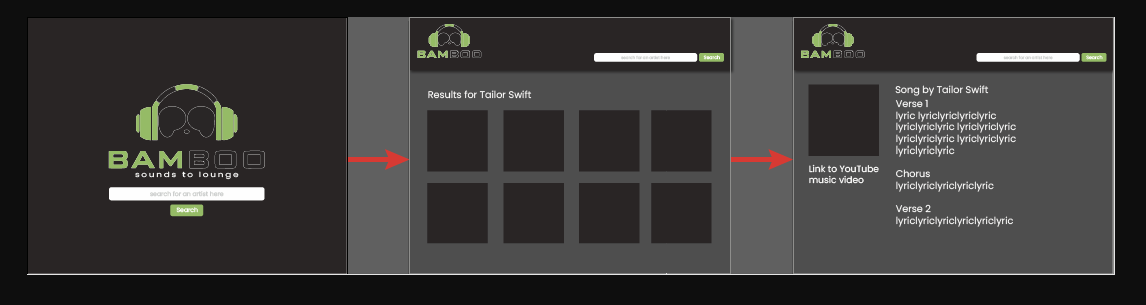 BAMBOO
sounds to lounge
search for an artist here
Search
BAMBOO
search for an artist here
Search
Results for Tailor Swift
BAMBOO
search for an artist here
Search
Link to YouTube
music video
Song by Tailor Swift
Verse 1
lyric lyriclyriclyriclyric
lyriclyriclyric lyriclyriclyric
lyriclyriclyric lyriclyriclyric
lyriclyriclyric
Chorus
lyriclyriclyriclyriclyric
Verse 2
lyriclyriclyriclyriclyriclyric